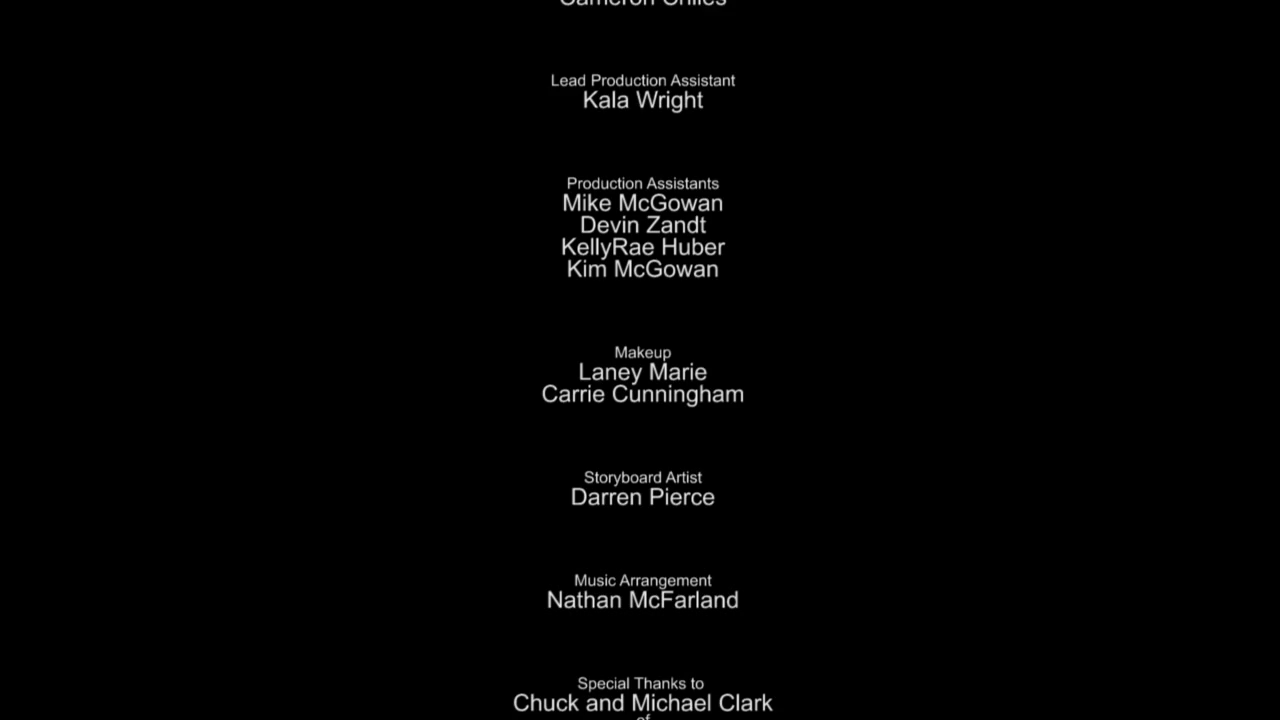 Lead Production Assistant
Kala Wright
Production Assistants
Mike McGowan
Devin Zandt
KellyRae Huber
Kim McGowan
Makeup
Laney Marie
Carrie Cunningham
Storyboard Artist
Darren Pierce
Music Arrangement
Nathan McFarland
Special Thanks to
Chuck and Michael Clark
of